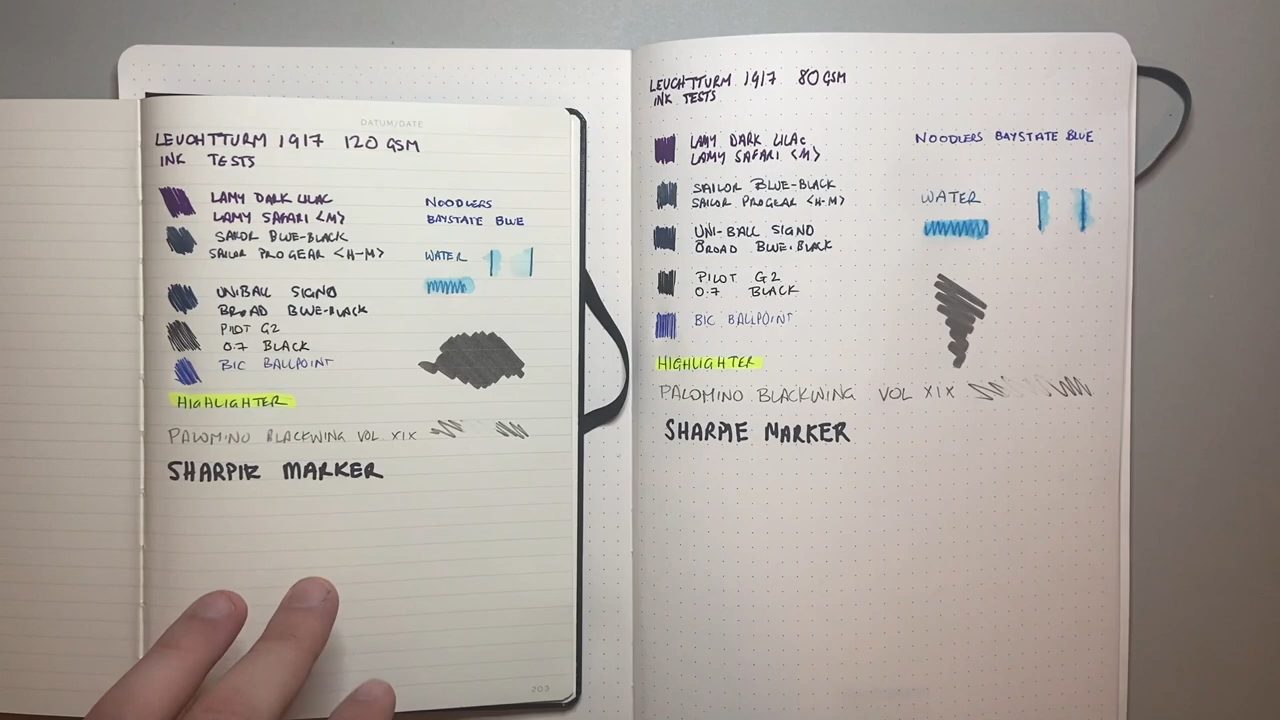 DATUM/DATE
LEUCHTTURM 1917 120 GSM
INK TESTS
LAMY DARK LILAC
LAMY SAFARI <M>
SAILOR BLUE-BLACK
SAILOR PRO GEAR <H-M>
UNIBALL SIGNO
BROAD BLUE-BLACK
PILOT G2
0.7 BLACK
BIC BALLPOINT
HIGHLIGHTER
PALOMINO BLACKWING VOL XIX
SHARPIE MARKER
NOODLERS
BAYSTATE BLUE
WATER
203
LEUCHTTURM 1917 80 GSM
INK TESTS
LAMY DARK LILAC
LAMY SAFARI <M>
SAILOR BLUE-BLACK
SAILOR PROGEAR <H-M>
UNI-BALL SIGNO
BROAD BLUE-BLACK
PILOT G2
0.7 BLACK
BIC BALLPOINT
HIGHLIGHTER
PALOMINO BLACKWING VOL XIX
SHARPIE MARKER
NOODLERS BAYSTATE BLUE
WATER